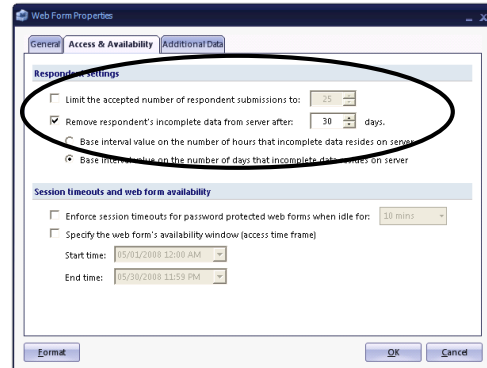 Web Form Properties
General Access & Availability Additional Data
Respondent settings
Limit the accepted number of respondent submissions to: 25
Remove respondent's incomplete data from server after: 30 days.
Base interval value on the number of hours that incomplete data resides on server
Base interval value on the number of days that incomplete data resides on server
Session timeouts and web form availability
Enforce session timeouts for password protected web forms when idle for: 10 mins
Specify the web form's availability window (access time frame)
Start time: 05/01/2008 12:00 AM
End time: 05/30/2008 11:59 PM
Format OK Cancel